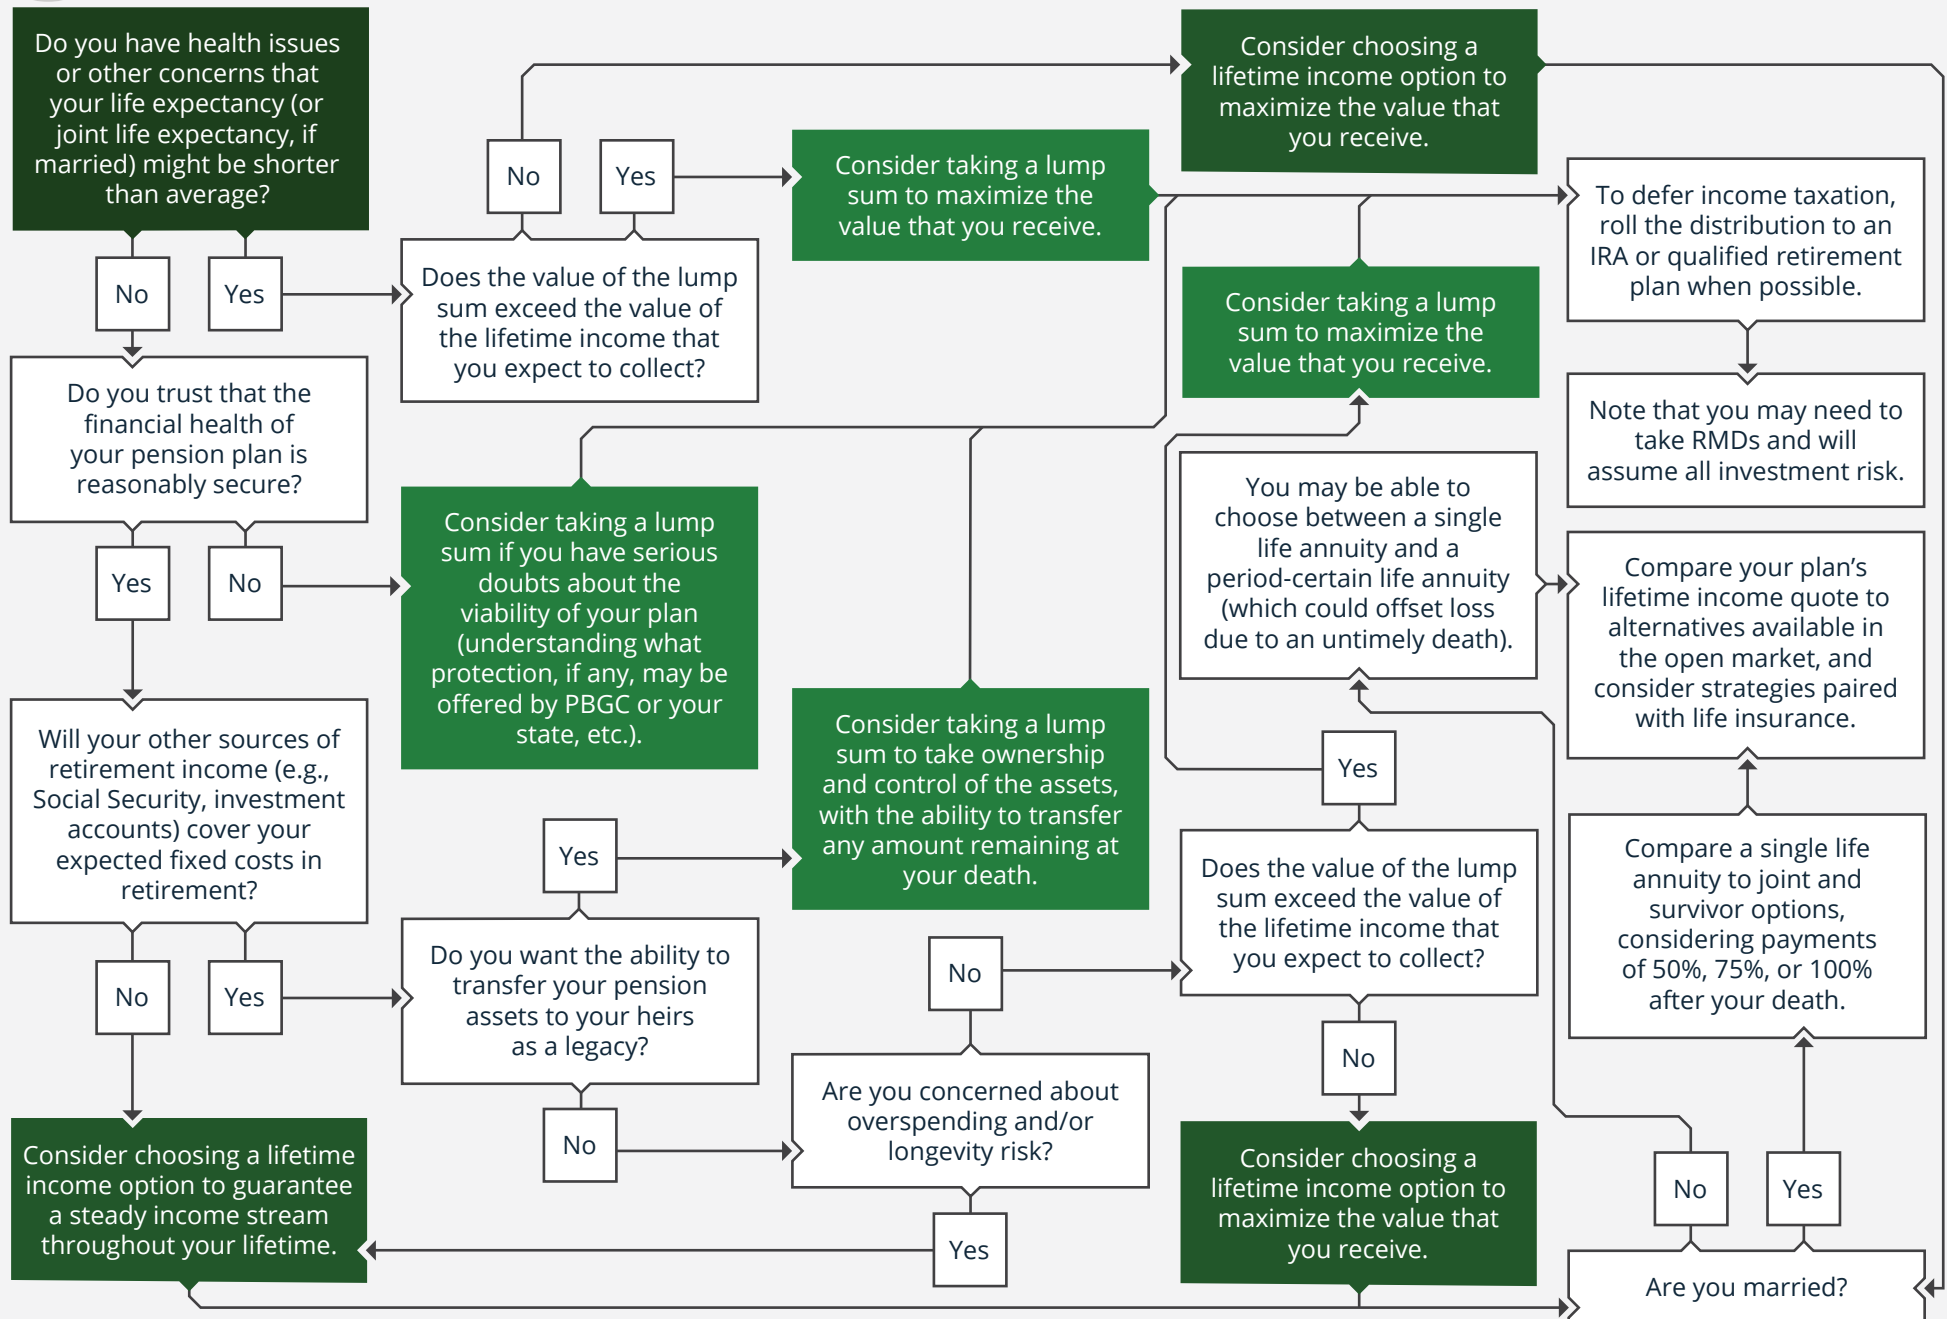 Do you have health issues
or other concerns that
your life expectancy (or
joint life expectancy, if
married) might be shorter
than average?
No
Yes
Does the value of the lump
sum exceed the value of
the lifetime income that
you expect to collect?
No
Yes
Consider taking a lump
sum to maximize the
value that you receive.
Consider choosing a
lifetime income option to
maximize the value that
you receive.
To defer income taxation,
roll the distribution to an
IRA or qualified retirement
plan when possible.
Note that you may need to
take RMDs and will
assume all investment risk.
Do you trust that the
financial health of
your pension plan is
reasonably secure?
Yes
No
Consider taking a lump
sum if you have serious
doubts about the
viability of your plan
(understanding what
protection, if any, may be
offered by PBGC or your
state, etc.).
Will your other sources of
retirement income (e.g.,
Social Security, investment
accounts) cover your
expected fixed costs in
retirement?
No
Yes
Do you want the ability to
transfer your pension
assets to your heirs
as a legacy?
Yes
No
Consider taking a lump
sum to take ownership
and control of the assets,
with the ability to transfer
any amount remaining at
your death.
Are you concerned about
overspending and/or
longevity risk?
No
Yes
Consider choosing a lifetime
income option to guarantee
a steady income stream
throughout your lifetime.
Does the value of the lump
sum exceed the value of
the lifetime income that
you expect to collect?
Yes
No
Consider taking a lump
sum to maximize the
value that you receive.
Consider choosing a
lifetime income option to
maximize the value that
you receive.
Are you married?
No
Yes
You may be able to
choose between a single
life annuity and a
period-certain life annuity
(which could offset loss
due to an untimely death).
Compare a single life
annuity to joint and
survivor options,
considering payments
of 50%, 75%, or 100%
after your death.
Compare your plan's
lifetime income quote to
alternatives available in
the open market, and
consider strategies paired
with life insurance.